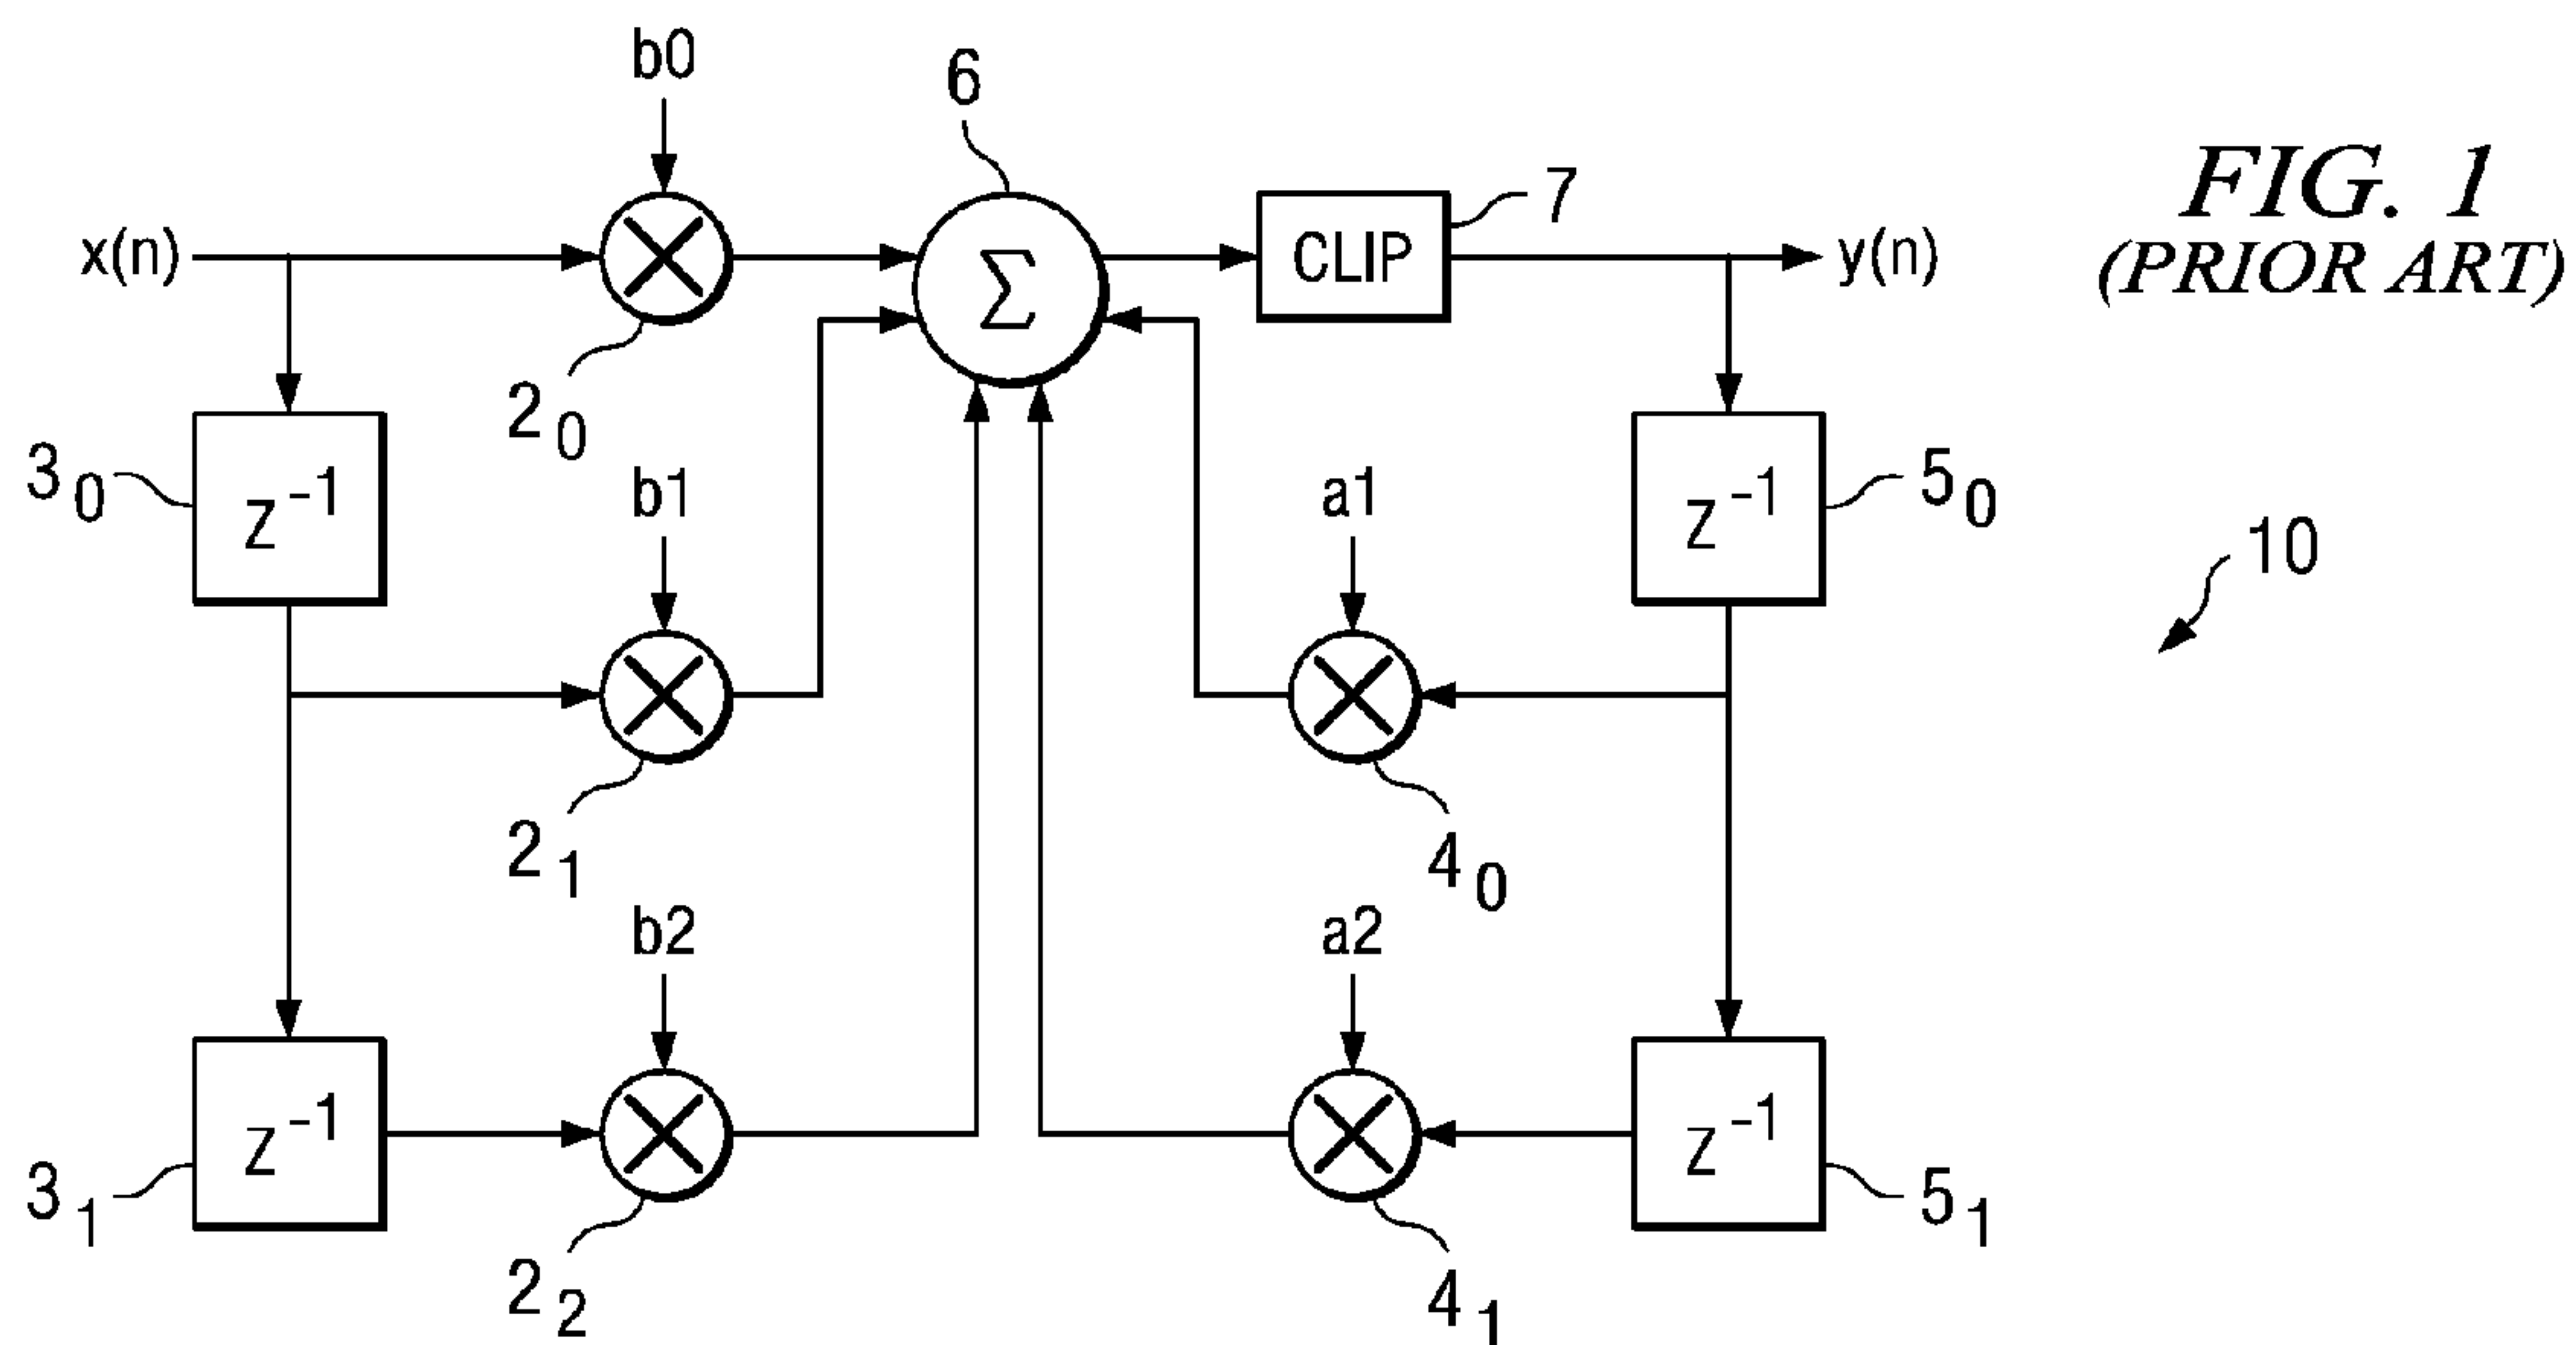 b0
6
7
FIG. 1
x(n)
Σ
CLIP
y(n)
(PRIOR ART)
2 0
3 0
z -1
b1
a1
z -1
5 0
10
2 1
4 0
b2
a2
3 1
z -1
z -1
5 1
2 2
4 1